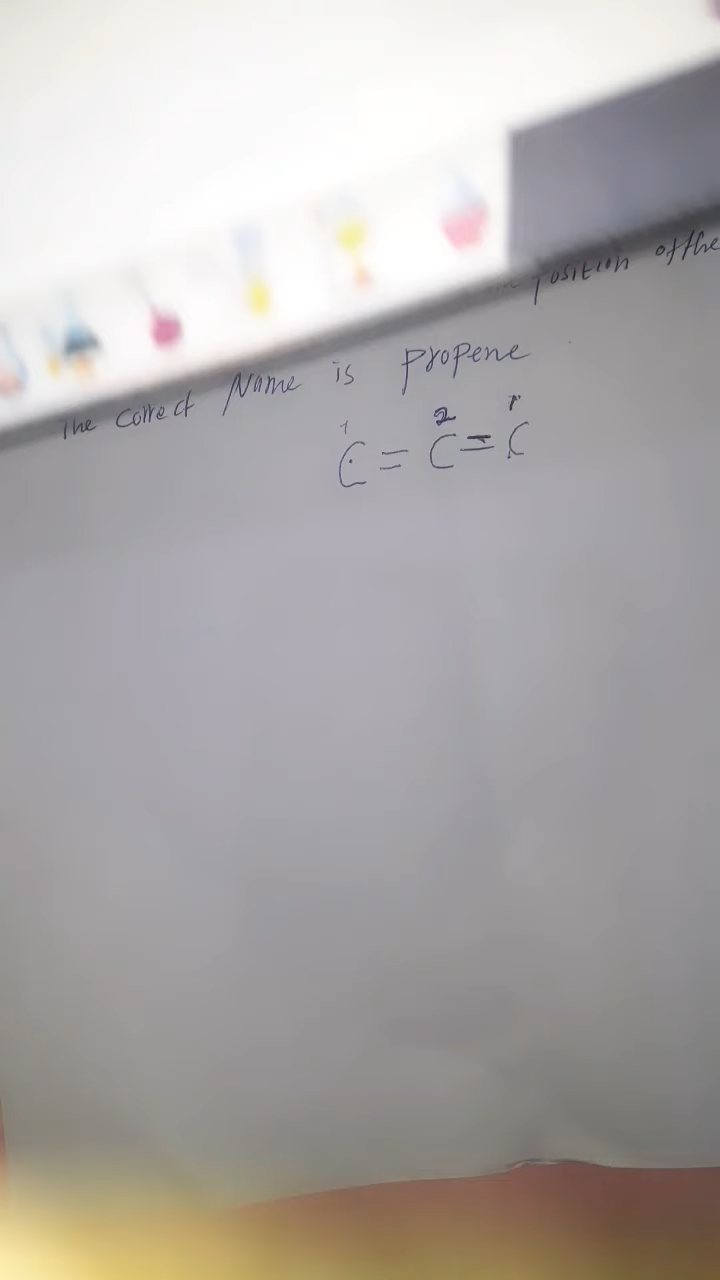 position of the
The correct Name is propene
1 2 1
C = C = C